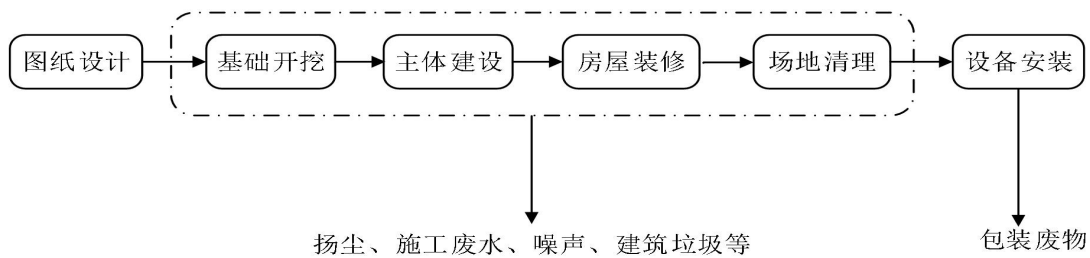 图纸设计
基础开挖
主体建设
房屋装修
场地清理
设备安装
扬尘、施工废水、噪声、建筑垃圾等
包装废物